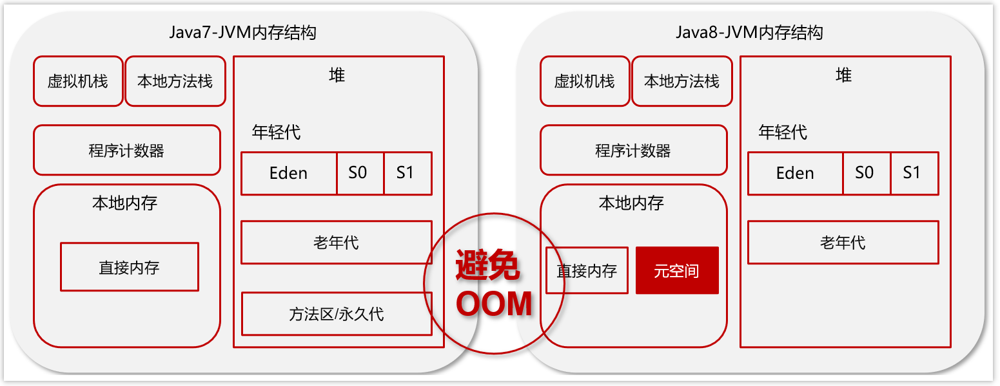 Java7-JVM内存结构
虚拟机栈
本地方法栈
堆
程序计数器
年轻代
Eden
S0
S1
本地内存
直接内存
老年代
方法区/永久代
避免
OOM
Java8-JVM内存结构
虚拟机栈
本地方法栈
堆
程序计数器
年轻代
Eden
S0
S1
本地内存
直接内存
元空间
老年代